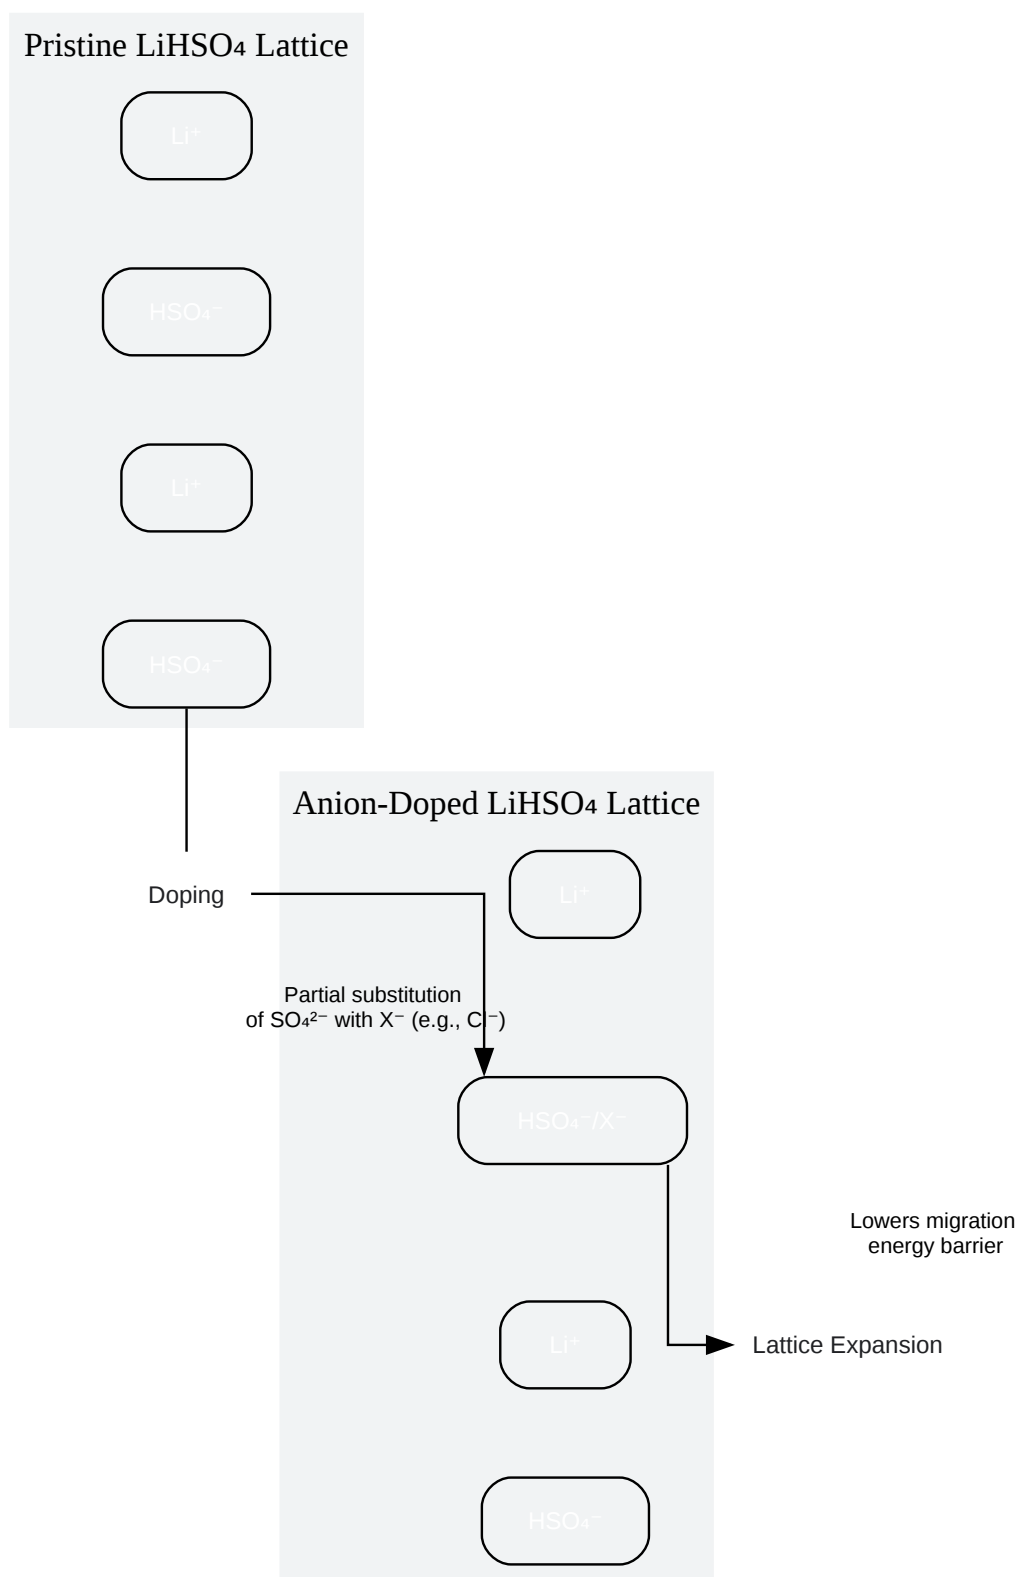 Pristine LiHSO₄ Lattice
Li⁺
HSO₄⁻
Li⁺
HSO₄⁻
Anion-Doped LiHSO₄ Lattice
Li⁺
Doping
Partial substitution
of SO₄²⁻ with X⁻ (e.g., Cl⁻)
HSO₄⁻/X⁻
Lowers migration
energy barrier
Li⁺
Lattice Expansion
HSO₄⁻